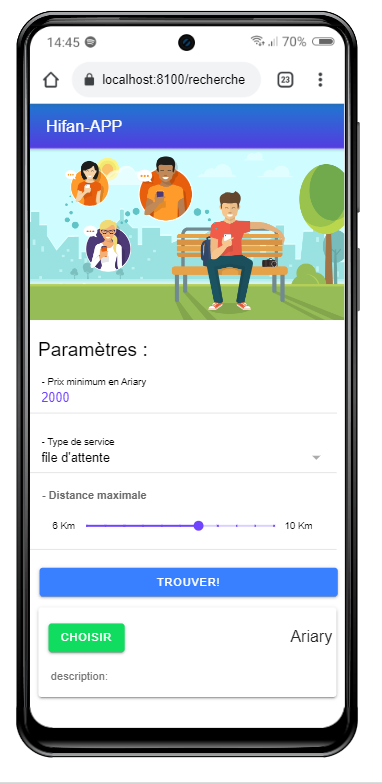 14:45 70%
localhost:8100/recherche 23
Hifan-APP
Paramètres :
- Prix minimum en Ariary
2000
- Type de service
file d'attente
- Distance maximale
6 Km 10 Km
TROUVER!
CHOISIR Ariary
description: